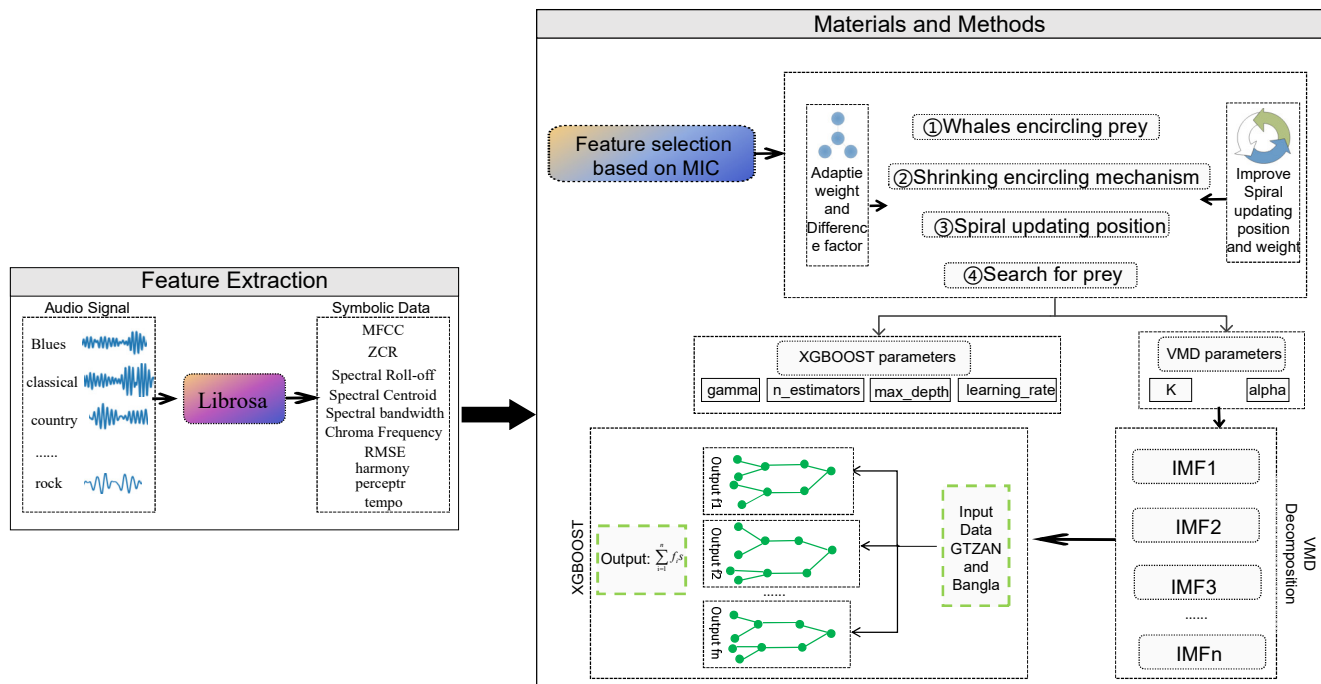 Materials and Methods
Feature selection
based on MIC
Adaptie
weight
and
Differenc
e factor
①Whales encircling prey
②Shrinking encircling mechanism
③Spiral updating position
④Search for prey
Improve
Spiral
updating
position
and weight
Feature Extraction
Audio Signal
Blues
classical
country
......
rock
Librosa
Symbolic Data
MFCC
ZCR
Spectral Roll-off
Spectral Centroid
Spectral bandwidth
Chroma Frequency
RMSE
harmony
perceptr
tempo
XGBOOST parameters
gamma
n_estimators
max_depth
learning_rate
VMD parameters
K
alpha
XGBOOST
Output: \sum_{i=1}^{n} f_i s
Output f1
Output f2
......
Output fn
Input
Data
GTZAN
and
Bangla
IMF1
IMF2
IMF3
......
IMFn
VMD
Decomposition